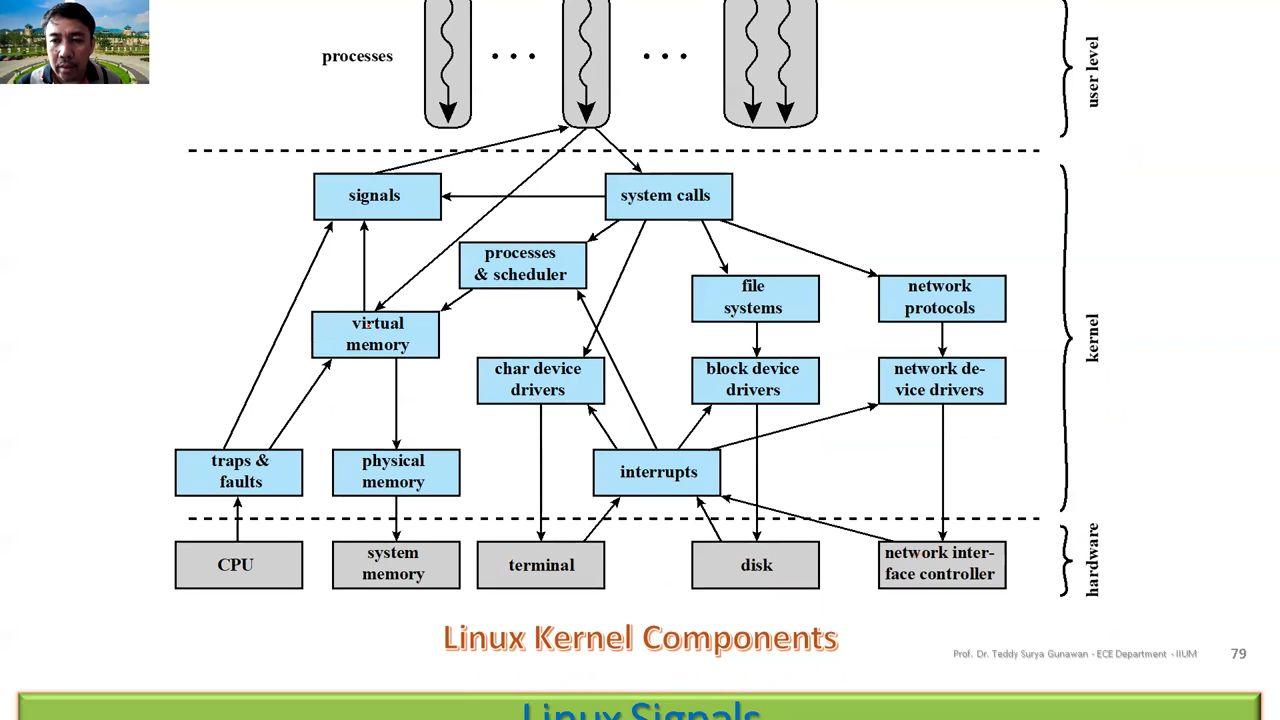 processes
user level
signals
system calls
processes
& scheduler
file
systems
network
protocols
virtual
memory
kernel
char device
drivers
block device
drivers
network de-
vice drivers
traps &
faults
physical
memory
interrupts
CPU
system
memory
terminal
disk
network inter-
face controller
hardware
Linux Kernel Components
Prof. Dr. Teddy Surya Gunawan - ECE Department - IIUM
79
Linux Signals